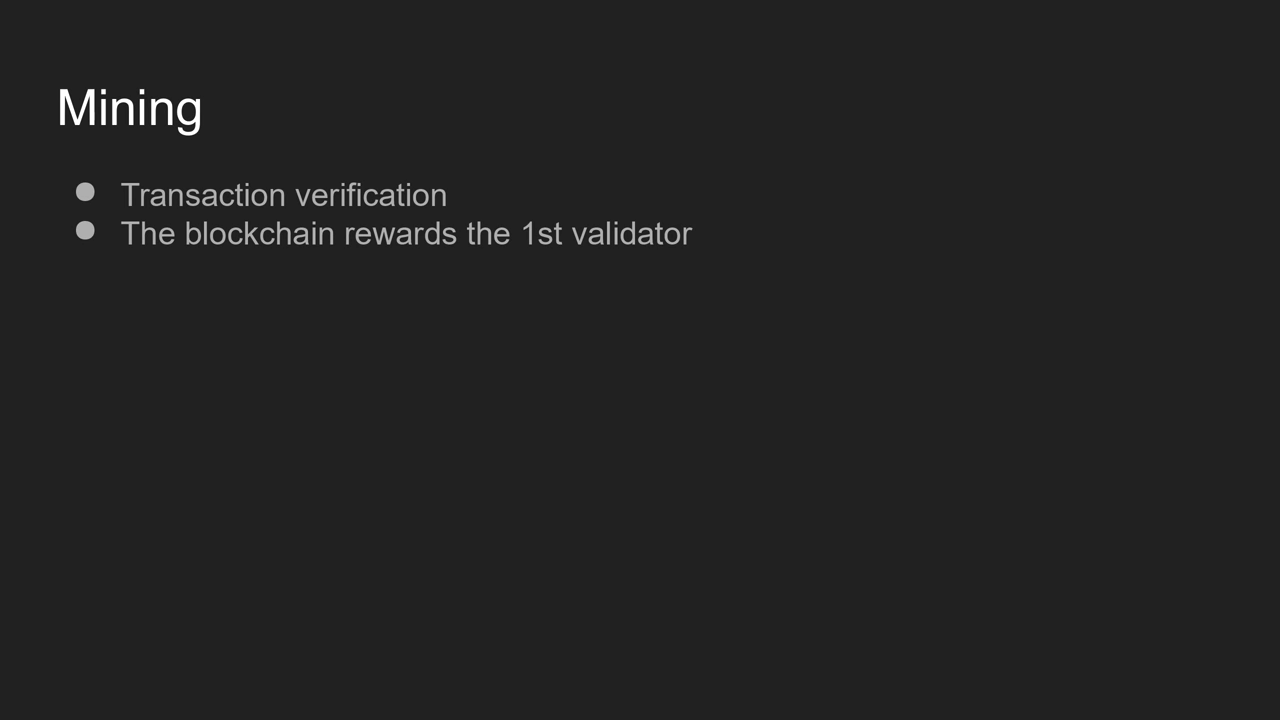 Mining
● Transaction verification
● The blockchain rewards the 1st validator